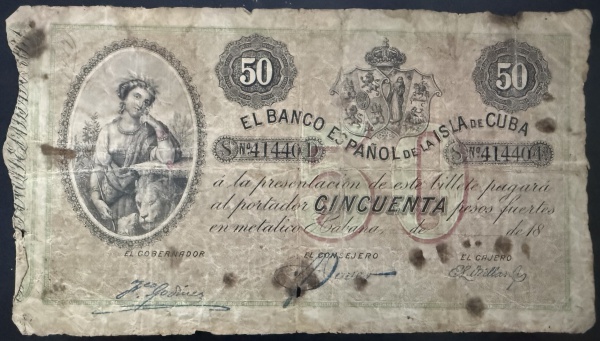 50
50
EL BANCO ESPAÑOL DE LA ISLA DE CUBA
Nº 41440
Nº 41440
á la presentacion de este billete pagará
al portador CINCUENTA pesos fuertes
en metalico Habana, de de 18
50
EL GOBERNADOR
EL CONSEJERO
EL CAJERO